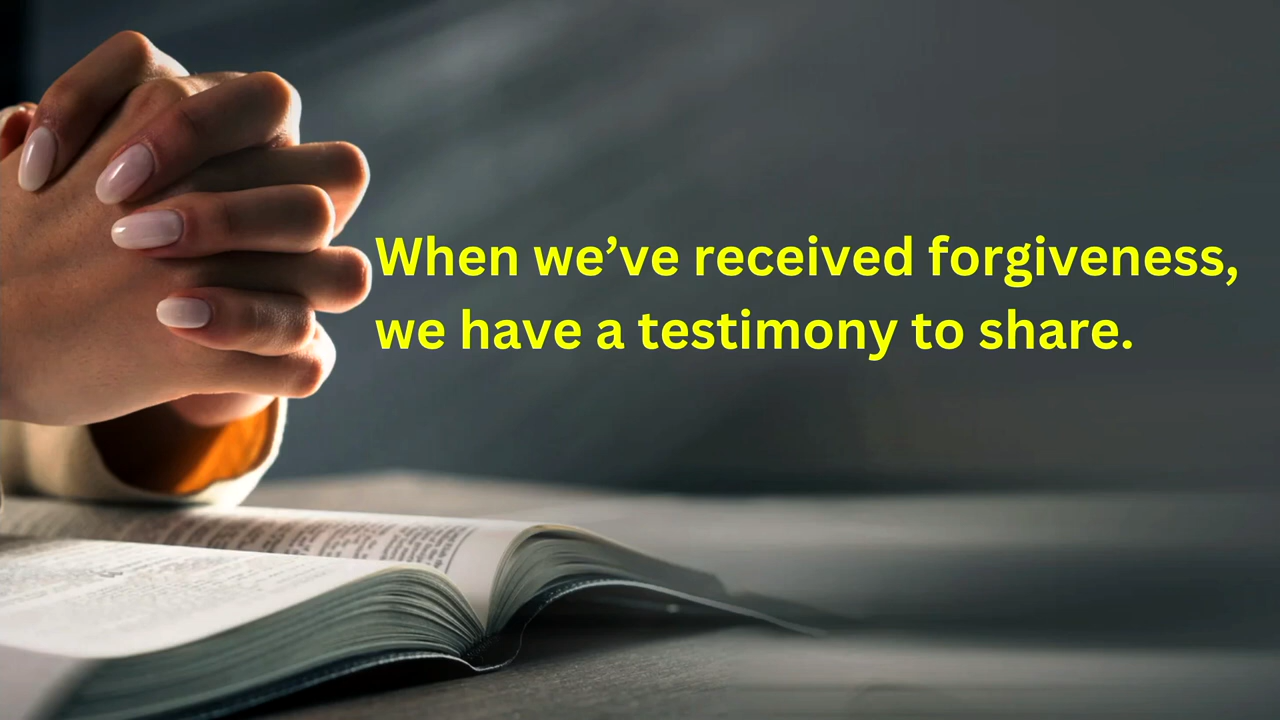 When we’ve received forgiveness,
we have a testimony to share.